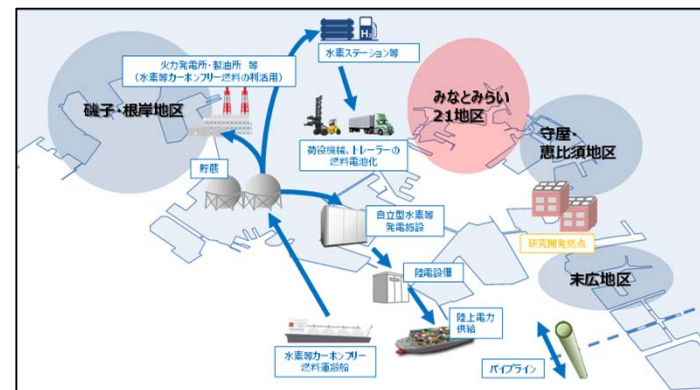 水素ステーション等
火力発電所・製油所 等
(水素等カーボンフリー燃料の利活用)
磯子・根岸地区
みなとみらい
21地区
守屋・
恵比須地区
荷役機械、トレーラーの
燃料電池化
貯蔵
自立型水素等
発電施設
研究開発拠点
陸電設備
末広地区
陸上電力
供給
水素等カーボンフリー
燃料運搬船
パイプライン
H2